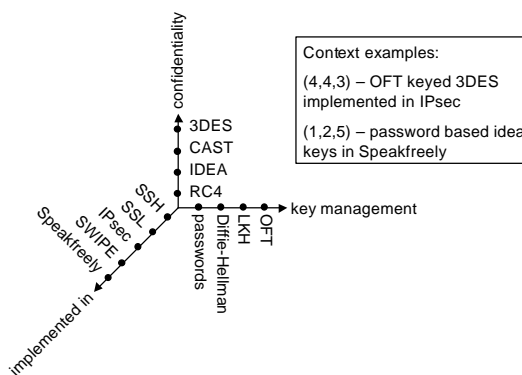 confidentiality
3DES
CAST
IDEA
RC4
SSH
SSL
IPsec
SWIPE
Speakfreely
implemented in
passwords
Diffie-Hellman
LKH
OFT
key management
Context examples:
(4,4,3) – OFT keyed 3DES
implemented in IPsec
(1,2,5) – password based idea
keys in Speakfreely